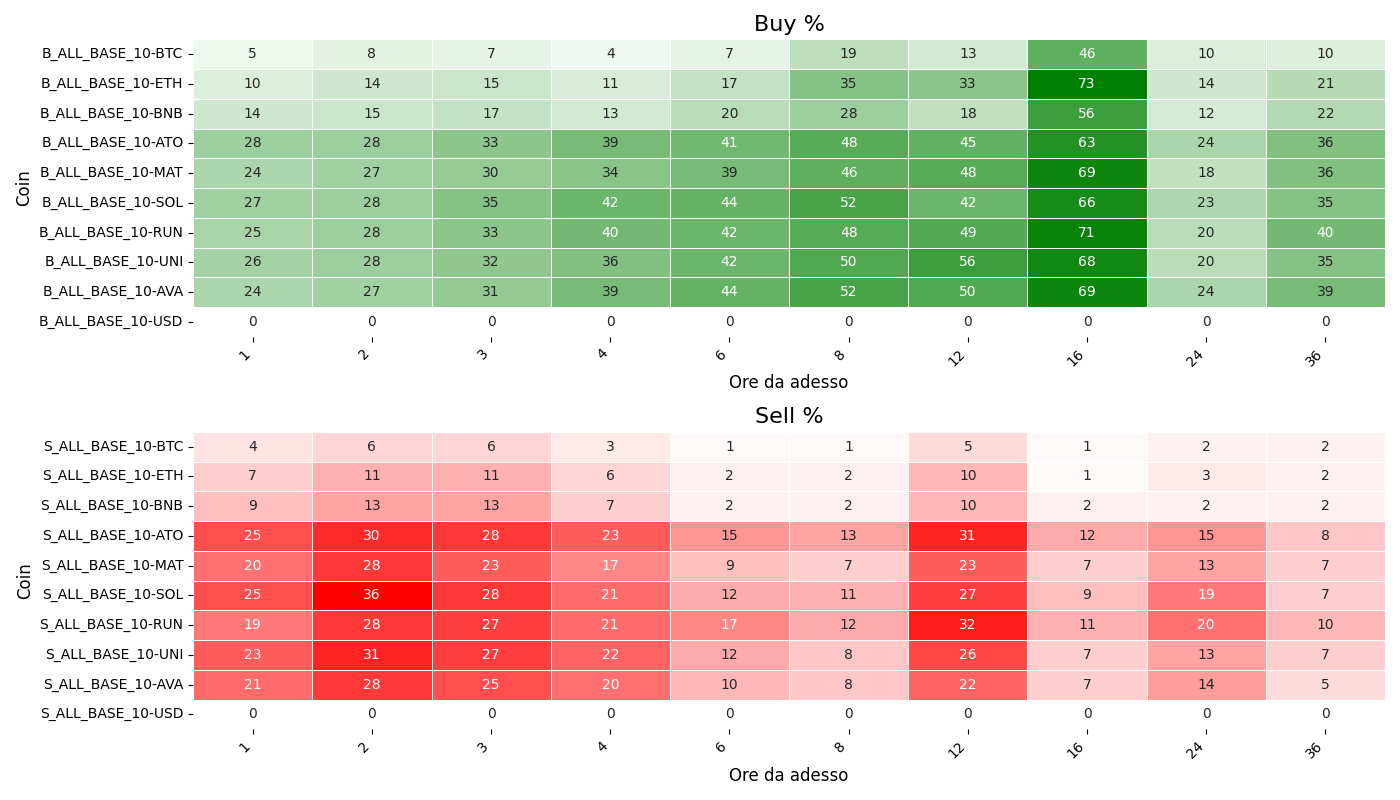 Buy %
Coin
B_ALL_BASE_10-BTC 5 8 7 4 7 19 13 46 10 10
B_ALL_BASE_10-ETH 10 14 15 11 17 35 33 73 14 21
B_ALL_BASE_10-BNB 14 15 17 13 20 28 18 56 12 22
B_ALL_BASE_10-ATO 28 28 33 39 41 48 45 63 24 36
B_ALL_BASE_10-MAT 24 27 30 34 39 46 48 69 18 36
B_ALL_BASE_10-SOL 27 28 35 42 44 52 42 66 23 35
B_ALL_BASE_10-RUN 25 28 33 40 42 48 49 71 20 40
B_ALL_BASE_10-UNI 26 28 32 36 42 50 56 68 20 35
B_ALL_BASE_10-AVA 24 27 31 39 44 52 50 69 24 39
B_ALL_BASE_10-USD 0 0 0 0 0 0 0 0 0 0
1 2 3 4 6 8 12 16 24 36
Ore da adesso
Sell %
Coin
S_ALL_BASE_10-BTC 4 6 6 3 1 1 5 1 2 2
S_ALL_BASE_10-ETH 7 11 11 6 2 2 10 1 3 2
S_ALL_BASE_10-BNB 9 13 13 7 2 2 10 2 2 2
S_ALL_BASE_10-ATO 25 30 28 23 15 13 31 12 15 8
S_ALL_BASE_10-MAT 20 28 23 17 9 7 23 7 13 7
S_ALL_BASE_10-SOL 25 36 28 21 12 11 27 9 19 7
S_ALL_BASE_10-RUN 19 28 27 21 17 12 32 11 20 10
S_ALL_BASE_10-UNI 23 31 27 22 12 8 26 7 13 7
S_ALL_BASE_10-AVA 21 28 25 20 10 8 22 7 14 5
S_ALL_BASE_10-USD 0 0 0 0 0 0 0 0 0 0
1 2 3 4 6 8 12 16 24 36
Ore da adesso